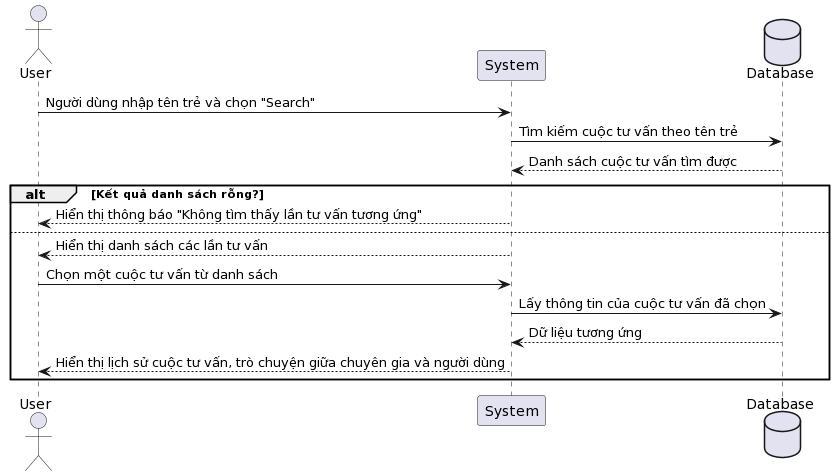 User
System
Database
Người dùng nhập tên trẻ và chọn "Search"
Tìm kiếm cuộc tư vấn theo tên trẻ
Danh sách cuộc tư vấn tìm được
alt [Kết quả danh sách rỗng?]
Hiển thị thông báo "Không tìm thấy lần tư vấn tương ứng"
Hiển thị danh sách các lần tư vấn
Chọn một cuộc tư vấn từ danh sách
Lấy thông tin của cuộc tư vấn đã chọn
Dữ liệu tương ứng
Hiển thị lịch sử cuộc tư vấn, trò chuyện giữa chuyên gia và người dùng
User
System
Database